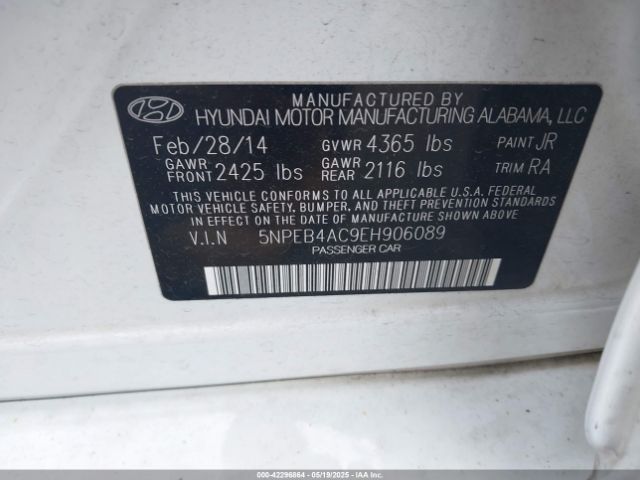 MANUFACTURED BY
HYUNDAI MOTOR MANUFACTURING ALABAMA, LLC
Feb/28/14 GVWR 4365 lbs PAINT JR
GAWR FRONT 2425 lbs GAWR REAR 2116 lbs TRIM RA
THIS VEHICLE CONFORMS TO ALL APPLICABLE U.S.A. FEDERAL
MOTOR VEHICLE SAFETY, BUMPER, AND THEFT PREVENTION
STANDARDS IN EFFECT ON THE DATE OF MANUFACTURE SHOWN ABOVE.
V.I.N 5NPEB4AC9EH906089
PASSENGER CAR
000-42296864 - 05/19/2025 - IAAI.COM